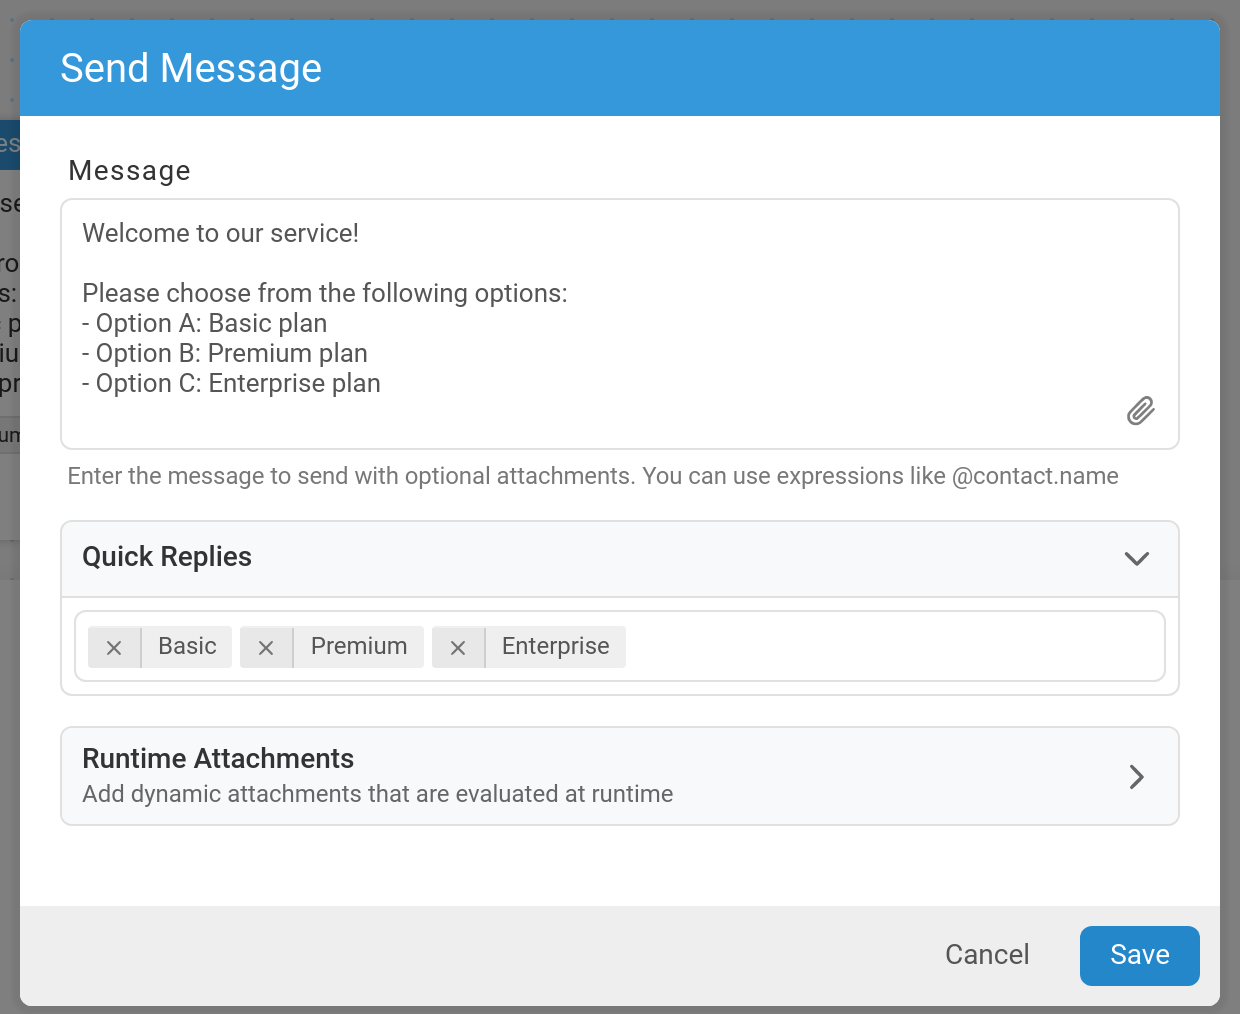 Send Message
Message
Welcome to our service!
Please choose from the following options:
- Option A: Basic plan
- Option B: Premium plan
- Option C: Enterprise plan
Enter the message to send with optional attachments. You can use expressions like @contact.name
Quick Replies
Basic
Premium
Enterprise
Runtime Attachments
Add dynamic attachments that are evaluated at runtime
Cancel
Save